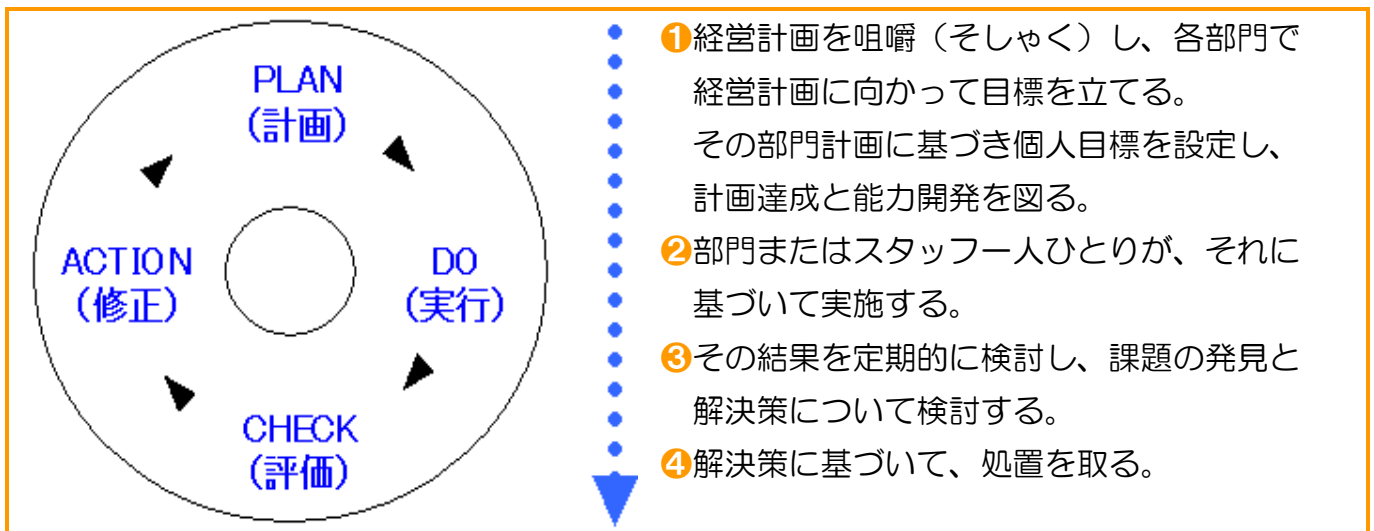 PLAN
(計画)
ACTION
(修正)
DO
(実行)
CHECK
(評価)
❶経営計画を咀嚼(そしゃく)し、各部門で
経営計画に向かって目標を立てる。
その部門計画に基づき個人目標を設定し、
計画達成と能力開発を図る。
❷部門またはスタッフ一人ひとりが、それに
基づいて実施する。
❸その結果を定期的に検討し、課題の発見と
解決策について検討する。
❹解決策に基づいて、処置を取る。